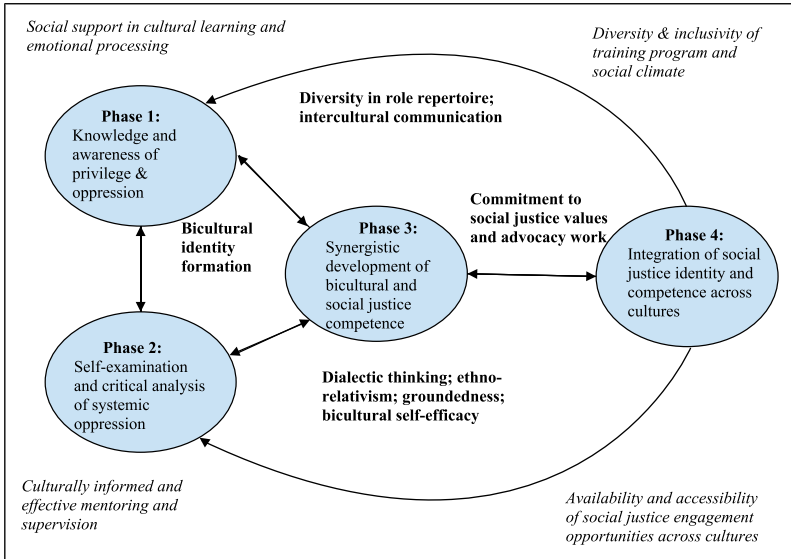 Social support in cultural learning and
emotional processing
Diversity & inclusivity of
training program and
social climate
Diversity in role repertoire;
intercultural communication
Phase 1:
Knowledge and
awareness of
privilege &
oppression
Bicultural
identity
formation
Phase 3:
Synergistic
development of
bicultural and
social justice
competence
Commitment to
social justice values
and advocacy work
Phase 4:
Integration of social
justice identity and
competence across
cultures
Phase 2:
Self-examination
and critical analysis
of systemic
oppression
Dialectic thinking; ethno-
relativism; groundedness;
bicultural self-efficacy
Culturally informed and
effective mentoring and
supervision
Availability and accessibility
of social justice engagement
opportunities across cultures